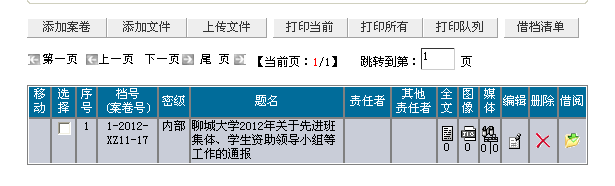 添加案卷 添加文件 上传文件 打印当前 打印所有 打印队列 借档清单
第一页 上一页 下一页 尾 页 【当前页：1/1】 跳转到第：1 页
移动 选择 序号 档号(案卷号) 密级 题名 责任者 其他责任者 全文 图像 媒体 编辑 删除 借阅
1 1-2012-XZ11-17 内部 聊城大学2012年关于先进班
集体、学生资助领导小组等
工作的通报
0 0 0|0